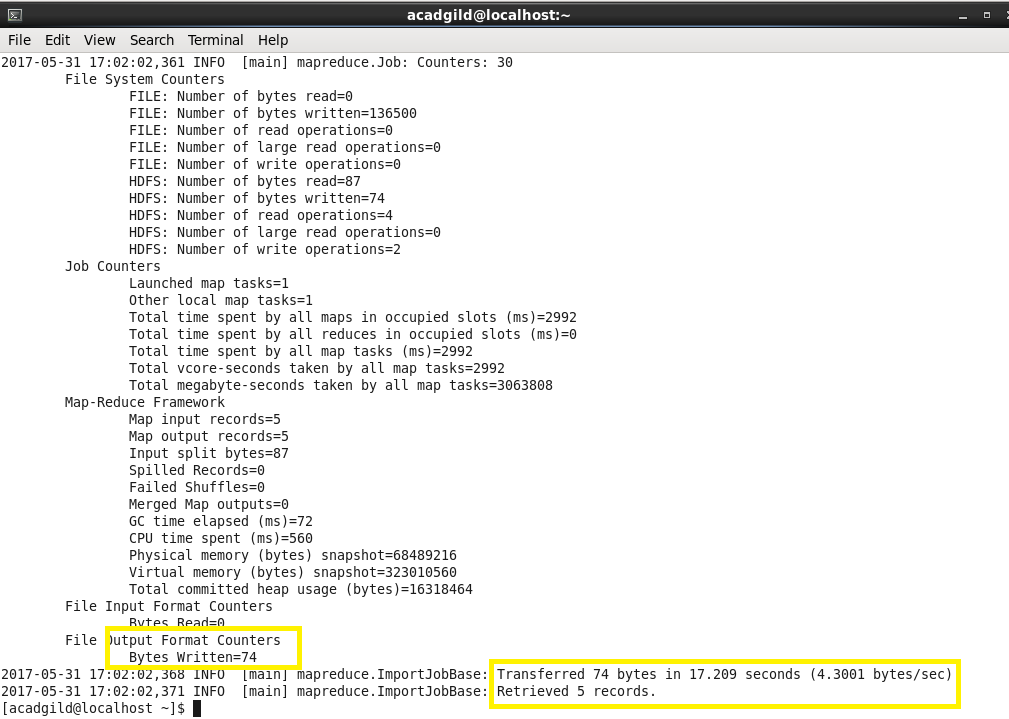 acadgild@localhost:~
File Edit View Search Terminal Help
2017-05-31 17:02:02,361 INFO  [main] mapreduce.Job: Counters: 30
File System Counters
FILE: Number of bytes read=0
FILE: Number of bytes written=136500
FILE: Number of read operations=0
FILE: Number of large read operations=0
FILE: Number of write operations=0
HDFS: Number of bytes read=87
HDFS: Number of bytes written=74
HDFS: Number of read operations=4
HDFS: Number of large read operations=0
HDFS: Number of write operations=2
Job Counters
Launched map tasks=1
Other local map tasks=1
Total time spent by all maps in occupied slots (ms)=2992
Total time spent by all reduces in occupied slots (ms)=0
Total time spent by all map tasks (ms)=2992
Total vcore-seconds taken by all map tasks=2992
Total megabyte-seconds taken by all map tasks=3063808
Map-Reduce Framework
Map input records=5
Map output records=5
Input split bytes=87
Spilled Records=0
Failed Shuffles=0
Merged Map outputs=0
GC time elapsed (ms)=72
CPU time spent (ms)=560
Physical memory (bytes) snapshot=68489216
Virtual memory (bytes) snapshot=323010560
Total committed heap usage (bytes)=16318464
File Input Format Counters
Bytes Read=0
File Output Format Counters
Bytes Written=74
2017-05-31 17:02:02,368 INFO  [main] mapreduce.ImportJobBase: Transferred 74 bytes in 17.209 seconds (4.3001 bytes/sec)
2017-05-31 17:02:02,371 INFO  [main] mapreduce.ImportJobBase: Retrieved 5 records.
[acadgild@localhost ~]$